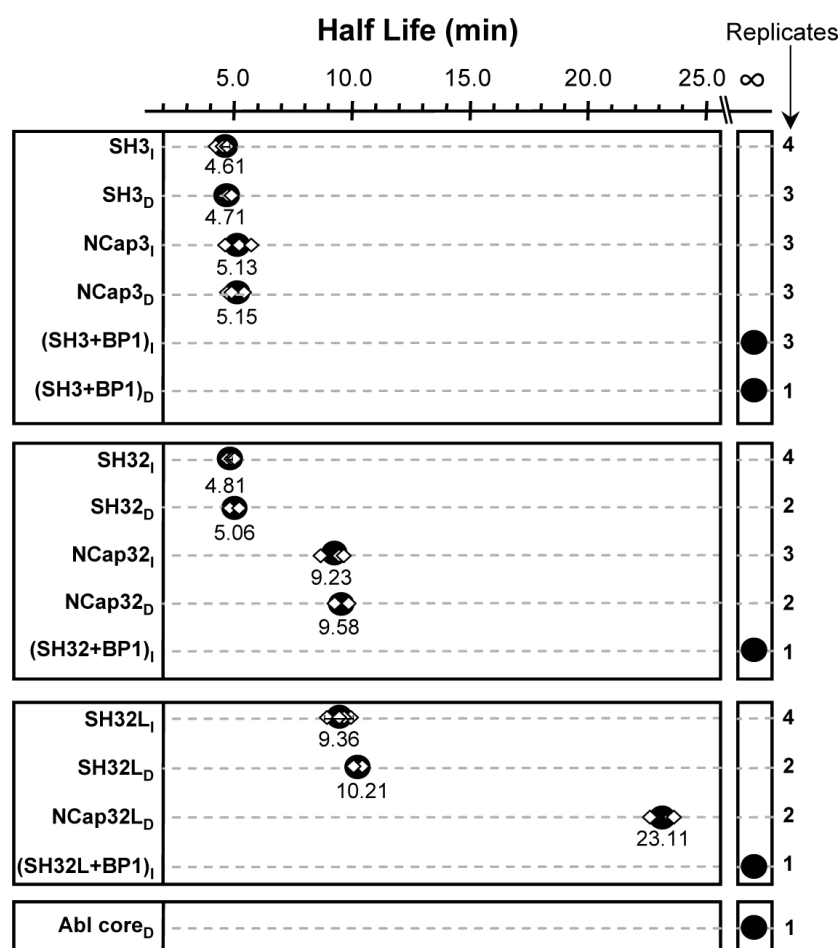 Half Life (min)
Replicates
5.0 10.0 15.0 20.0 25.0 ∞
SH3I 4
4.61
SH3D 3
4.71
NCap3I 3
5.13
NCap3D 3
5.15
(SH3+BP1)I 3
(SH3+BP1)D 1
SH32I 4
4.81
SH32D 2
5.06
NCap32I 3
9.23
NCap32D 2
9.58
(SH32+BP1)I 1
SH32LI 4
9.36
SH32LD 2
10.21
NCap32LD 2
23.11
(SH32L+BP1)I 1
Abl coreD 1